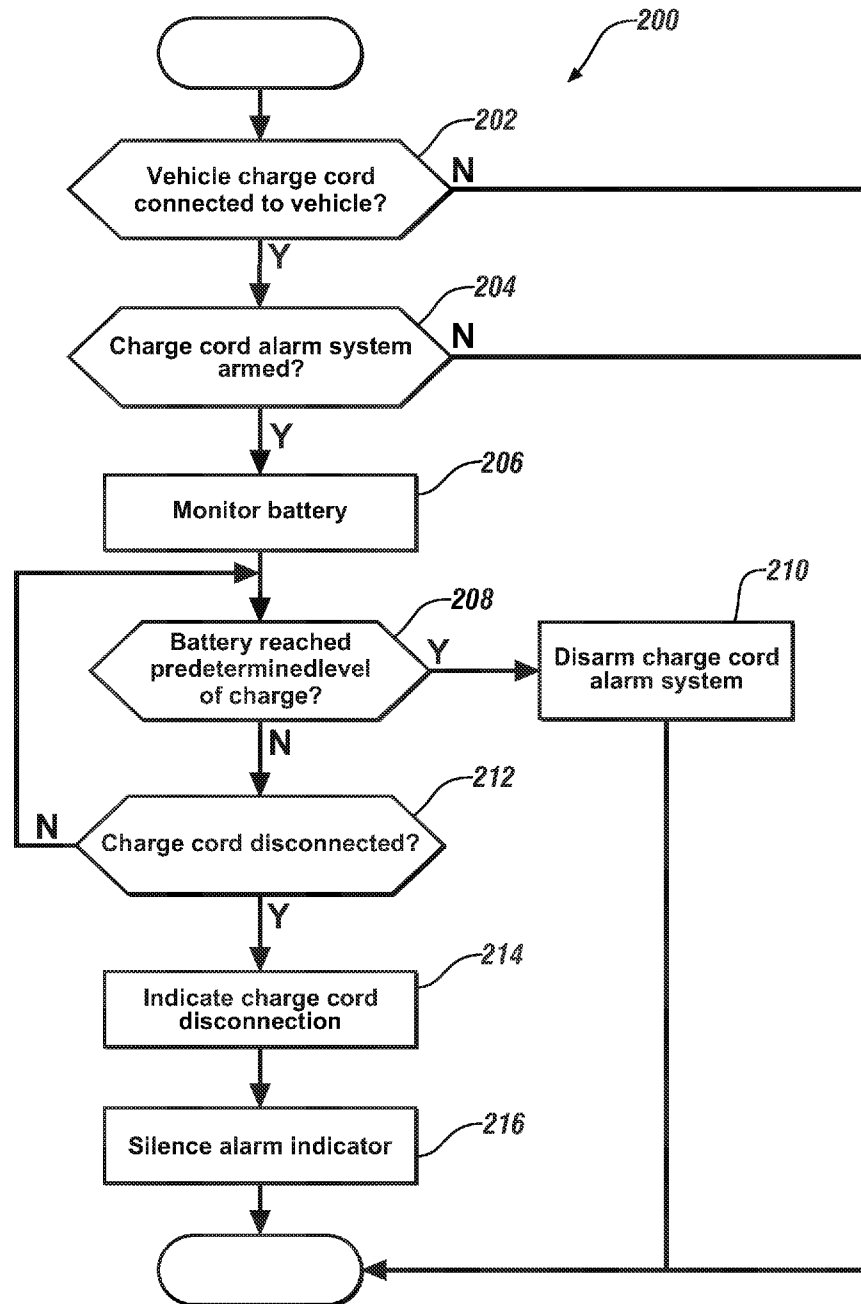 200
202
Vehicle charge cord
connected to vehicle?
N
Y
204
Charge cord alarm system
armed?
N
Y
206
Monitor battery
208
Battery reached
predeterminedlevel
of charge?
Y
210
Disarm charge cord
alarm system
N
212
Charge cord disconnected?
N
Y
214
Indicate charge cord
disconnection
216
Silence alarm indicator